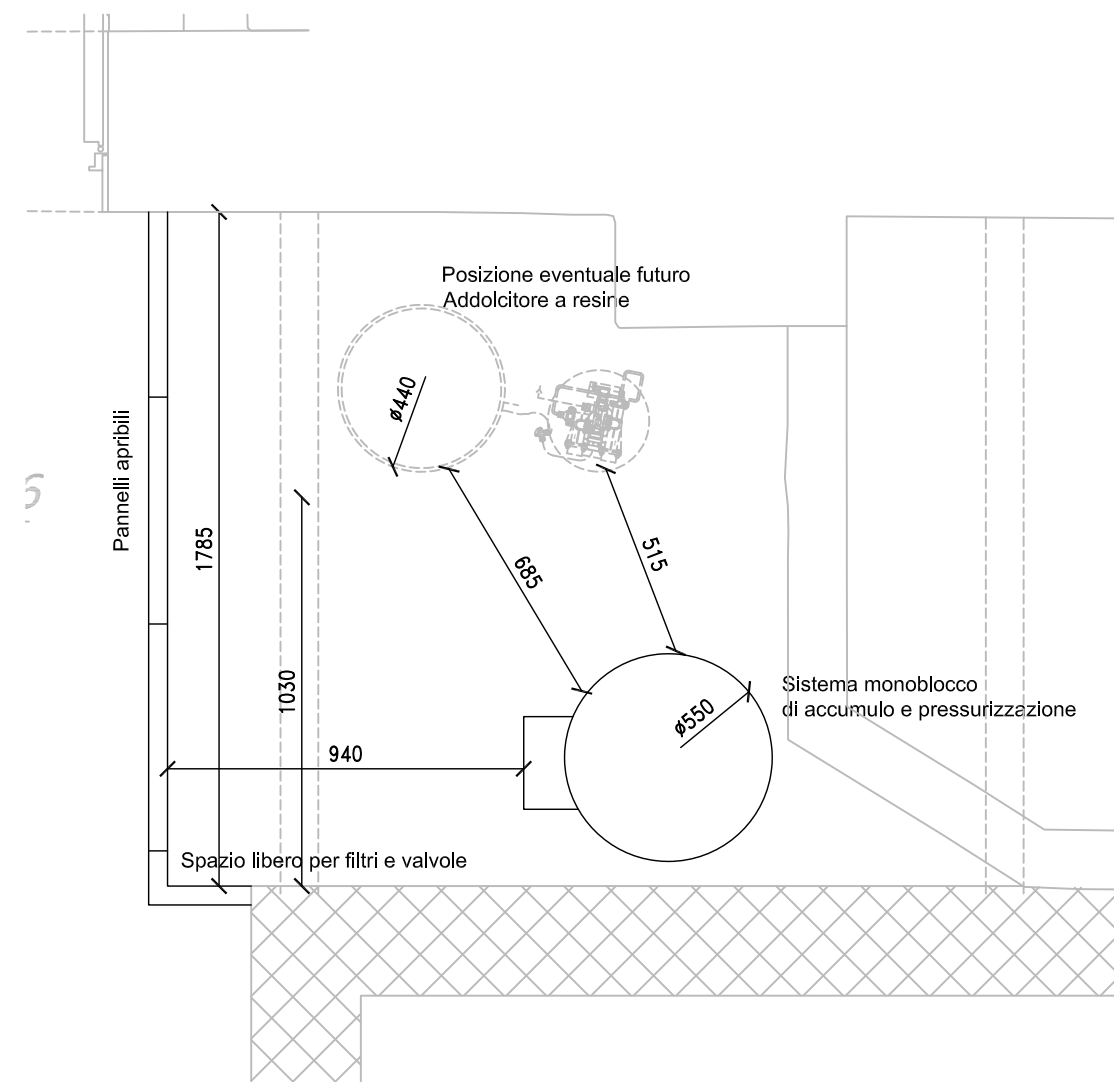 Posizione eventuale futuro
Addolcitore a resine
ø440
Pannelli apribili
1785
685
515
1030
Sistema monoblocco
di accumulo e pressurizzazione
ø550
940
Spazio libero per filtri e valvole